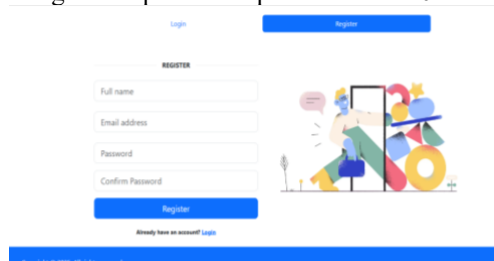 Login
Register
REGISTER
Full name
Email address
Password
Confirm Password
Register
Already have an account? Login